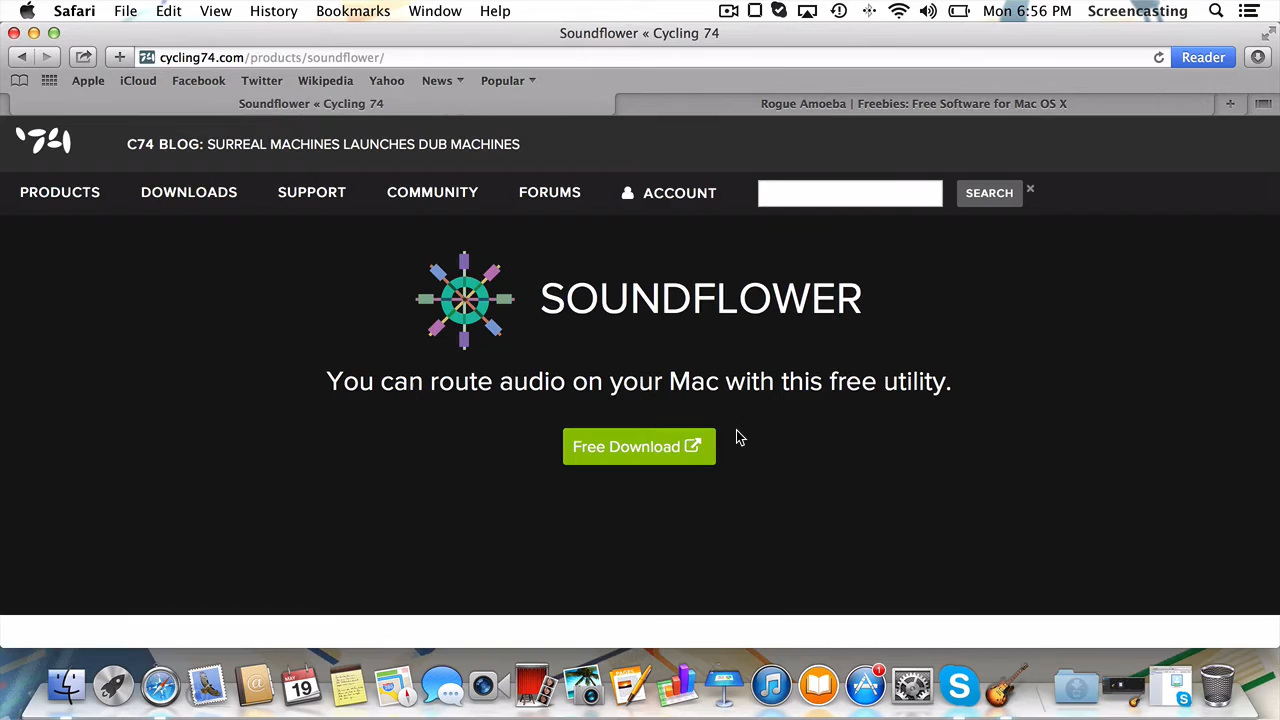 Safari File Edit View History Bookmarks Window Help Mon 6:56 PM Screencasting
Soundflower « Cycling 74
cycling74.com/products/soundflower/ Reader
Apple iCloud Facebook Twitter Wikipedia Yahoo News Popular
Soundflower « Cycling 74 Rogue Amoeba | Freebies: Free Software for Mac OS X
'74 C74 BLOG: SURREAL MACHINES LAUNCHES DUB MACHINES
PRODUCTS DOWNLOADS SUPPORT COMMUNITY FORUMS ACCOUNT SEARCH
SOUNDFLOWER
You can route audio on your Mac with this free utility.
Free Download
MAY
19
1